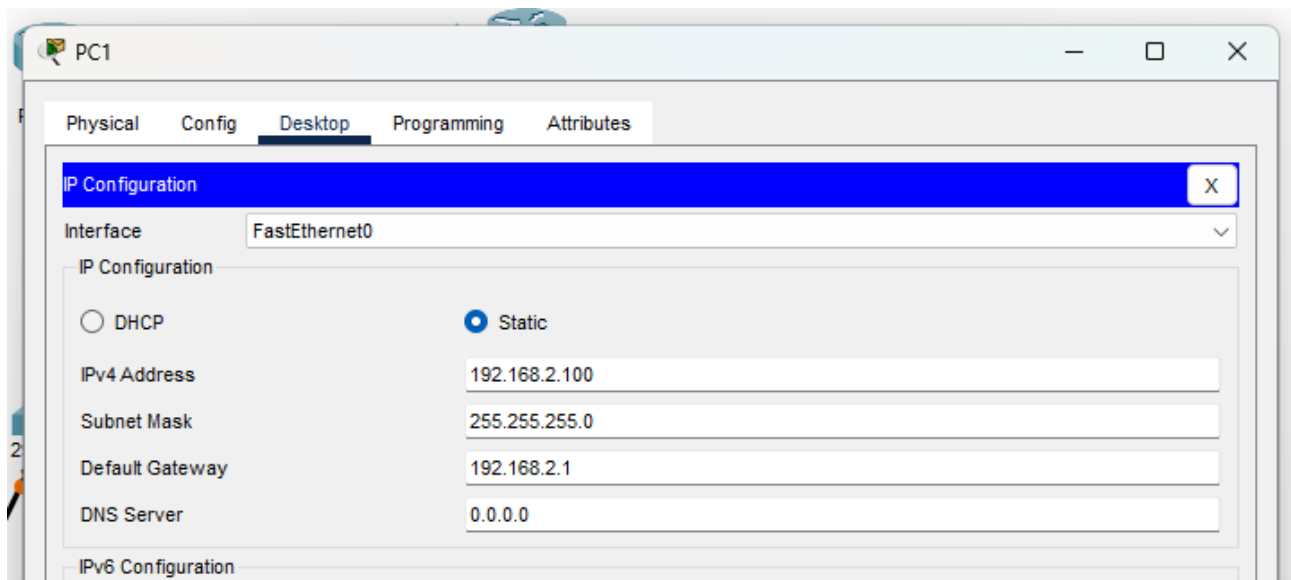 PC1
Physical Config Desktop Programming Attributes
IP Configuration X
Interface FastEthernet0
IP Configuration
DHCP Static
IPv4 Address 192.168.2.100
Subnet Mask 255.255.255.0
Default Gateway 192.168.2.1
DNS Server 0.0.0.0
IPv6 Configuration